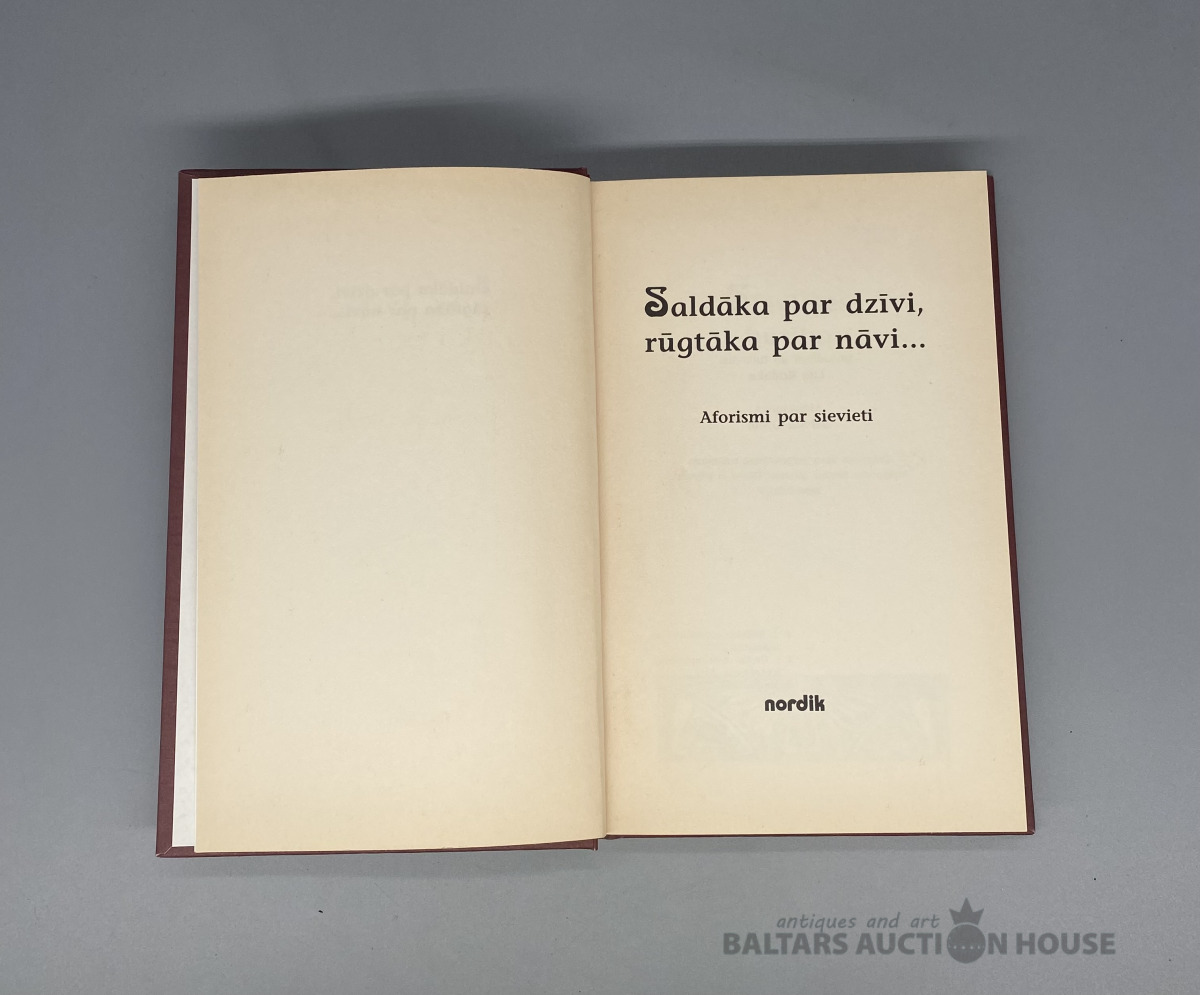 Saldāka par dzīvi,
rūgtāka par nāvi...
Aforismi par sievieti
nordik
antiques and art
BALTARS AUCTION HOUSE